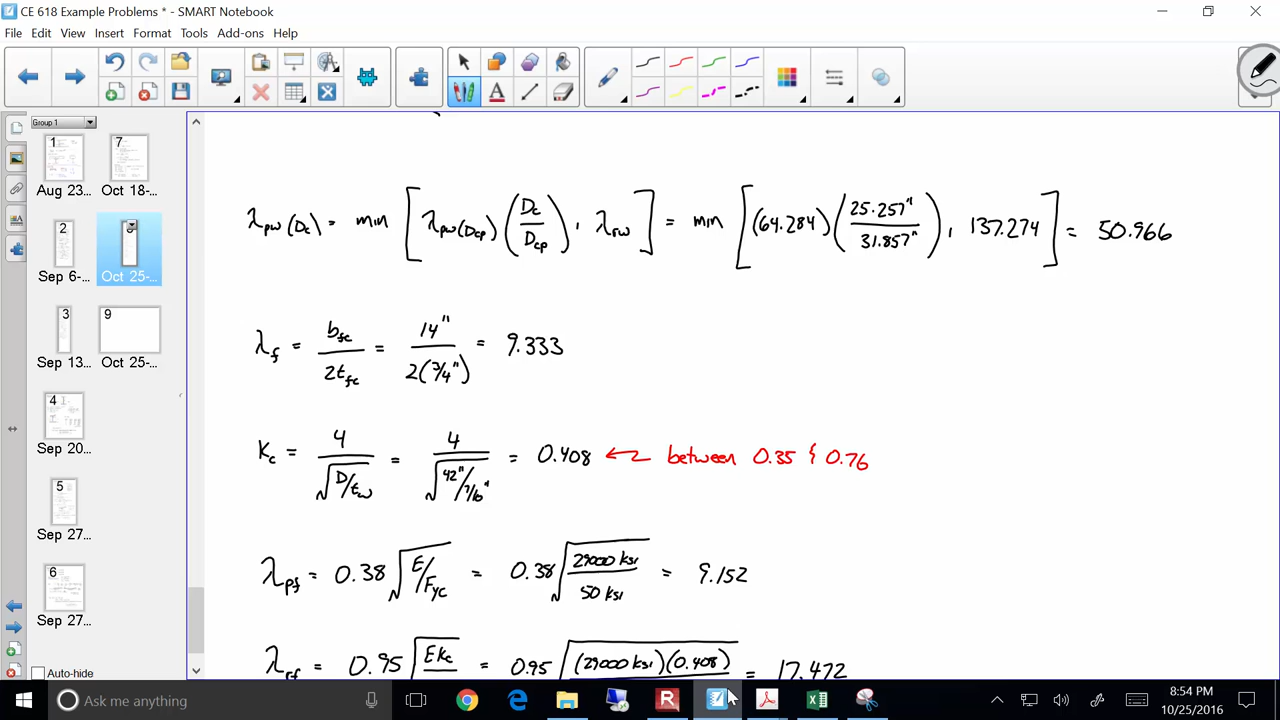 CE 618 Example Problems * - SMART Notebook
File Edit View Insert Format Tools Add-ons Help
Group 1
1
Aug 23...
7
Oct 18-...
2
Sep 6-...
Oct 25-...
3
Sep 13...
9
Oct 25-...
4
Sep 20...
5
Sep 27...
6
Sep 27...
Auto-hide
λpw(Dc) = min [ λpw(Dcp) (Dc/Dcp), λrw ] = min [ (64.284) (25.257"/31.857"), 137.274 ] = 50.966
λf = bfc/2tfc = 14"/2(3/4") = 9.333
kc = 4/√(D/tw) = 4/√(42"/7/16") = 0.408 ← between 0.35 & 0.76
λpf = 0.38 √(E/Fyc) = 0.38 √(29000 ksi/50 ksi) = 9.152
λrf = 0.95 √(Ekc = 0.95 √((29000 ksi)(0.408) = 17.472
Ask me anything
8:54 PM
10/25/2016